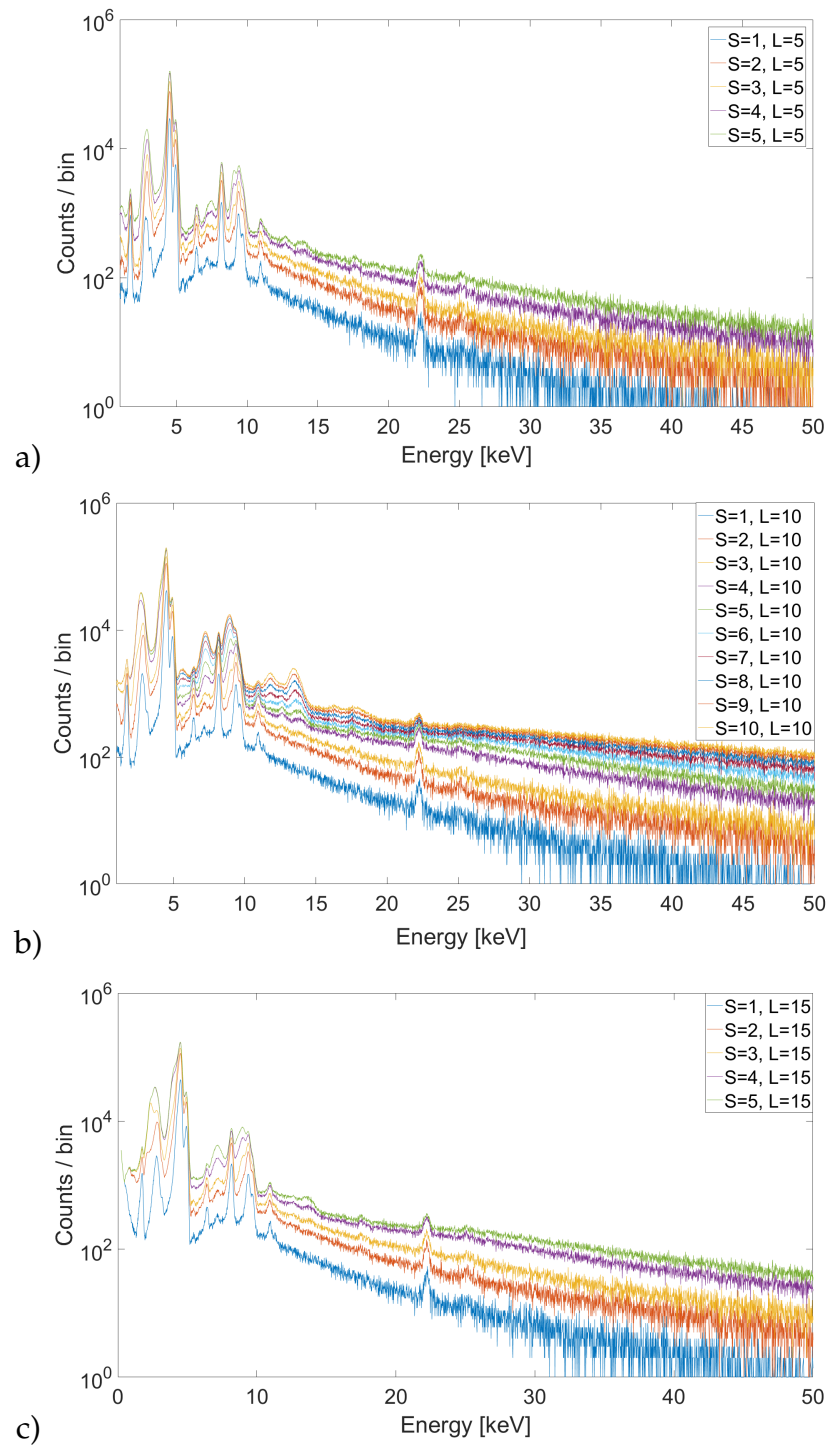 10^6
10^4
10^2
10^0
Counts / bin
S=1, L=5
S=2, L=5
S=3, L=5
S=4, L=5
S=5, L=5
5 10 15 20 25 30 35 40 45 50
Energy [keV]
a)
10^6
10^4
10^2
10^0
Counts / bin
S=1, L=10
S=2, L=10
S=3, L=10
S=4, L=10
S=5, L=10
S=6, L=10
S=7, L=10
S=8, L=10
S=9, L=10
S=10, L=10
5 10 15 20 25 30 35 40 45 50
Energy [keV]
b)
10^6
10^4
10^2
10^0
Counts / bin
S=1, L=15
S=2, L=15
S=3, L=15
S=4, L=15
S=5, L=15
0 10 20 30 40 50
Energy [keV]
c)